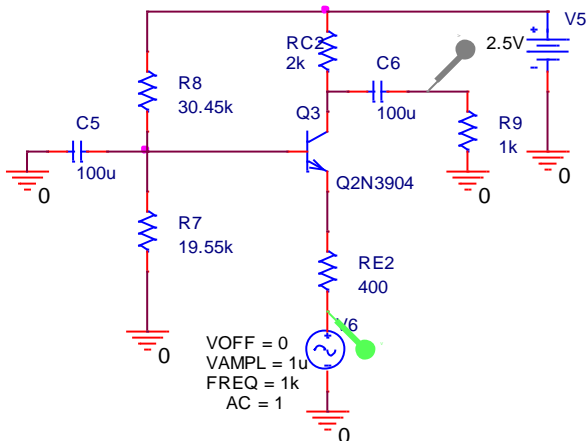 V5
RC2
2k
C6
2.5V
R8
30.45k
Q3
R9
1k
C5
100u
100u
Q2N3904
0
0
0
R7
19.55k
RE2
400
0
V6
VOFF = 0
VAMPL = 1u
FREQ = 1k
AC = 1
0